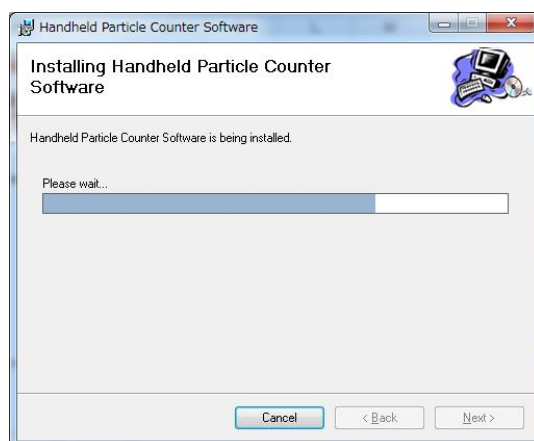 Handheld Particle Counter Software
Installing Handheld Particle Counter
Software
Handheld Particle Counter Software is being installed.
Please wait...
Cancel
< Back
Next >